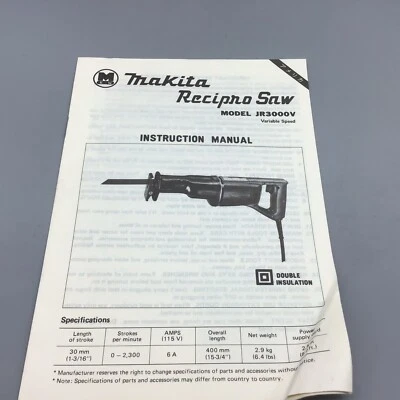 M
makita
Recipro Saw
MODEL JR3000V
Variable Speed
INSTRUCTION MANUAL
DOUBLE
INSULATION
Specifications
Length of stroke Strokes per minute AMPS (115 V) Overall length Net weight supply
30 mm (1-3/16") 0 – 2,300 6 A 400 mm (15-3/4") 2.9 kg (6.4 lbs)
* Manufacturer reserves the right to change specifications of parts and accessories without
* Note: Specifications of parts and accessories may differ from country to country.